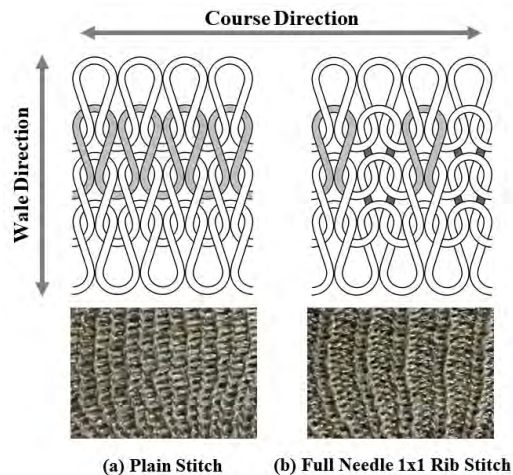 Course Direction
Wale Direction
(a) Plain Stitch
(b) Full Needle 1x1 Rib Stitch